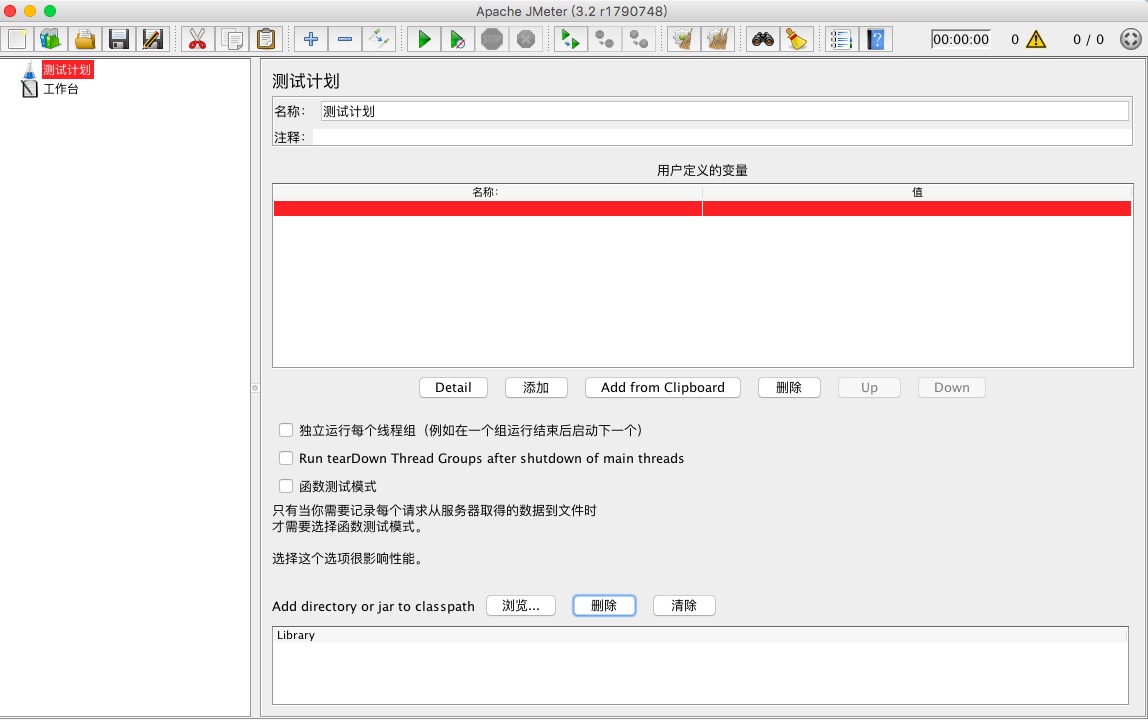 Apache JMeter (3.2 r1790748)
STOP
00:00:00 0 0 / 0
测试计划
工作台
测试计划
名称： 测试计划
注释：
用户定义的变量
名称: 值
Detail 添加 Add from Clipboard 删除 Up Down
独立运行每个线程组（例如在一个组运行结束后启动下一个）
Run tearDown Thread Groups after shutdown of main threads
函数测试模式
只有当你需要记录每个请求从服务器取得的数据到文件时
才需要选择函数测试模式。
选择这个选项很影响性能。
Add directory or jar to classpath 浏览... 删除 清除
Library